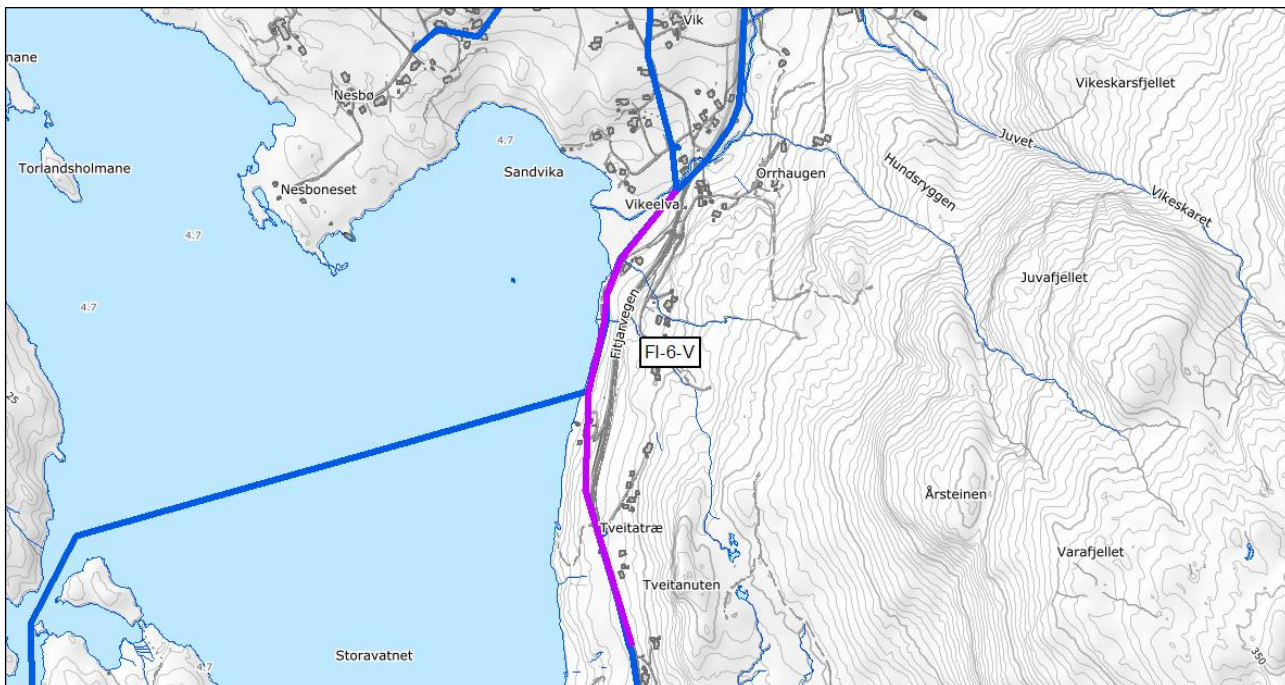 Vik
mane
Vikeskarsfjellet
Nesbø
4.7
Juvet
Torlandsholmane
Sandvika
Orrhaugen
Hundsryggen
Nesboneset
Vikeskaret
Vikeelva
4.7
Juvafjellet
4.7
Fitjarvegen
FI-6-V
25
Årsteinen
Tveitatræ
Varafjellet
Tveitanuten
Storavatnet
4.7
350